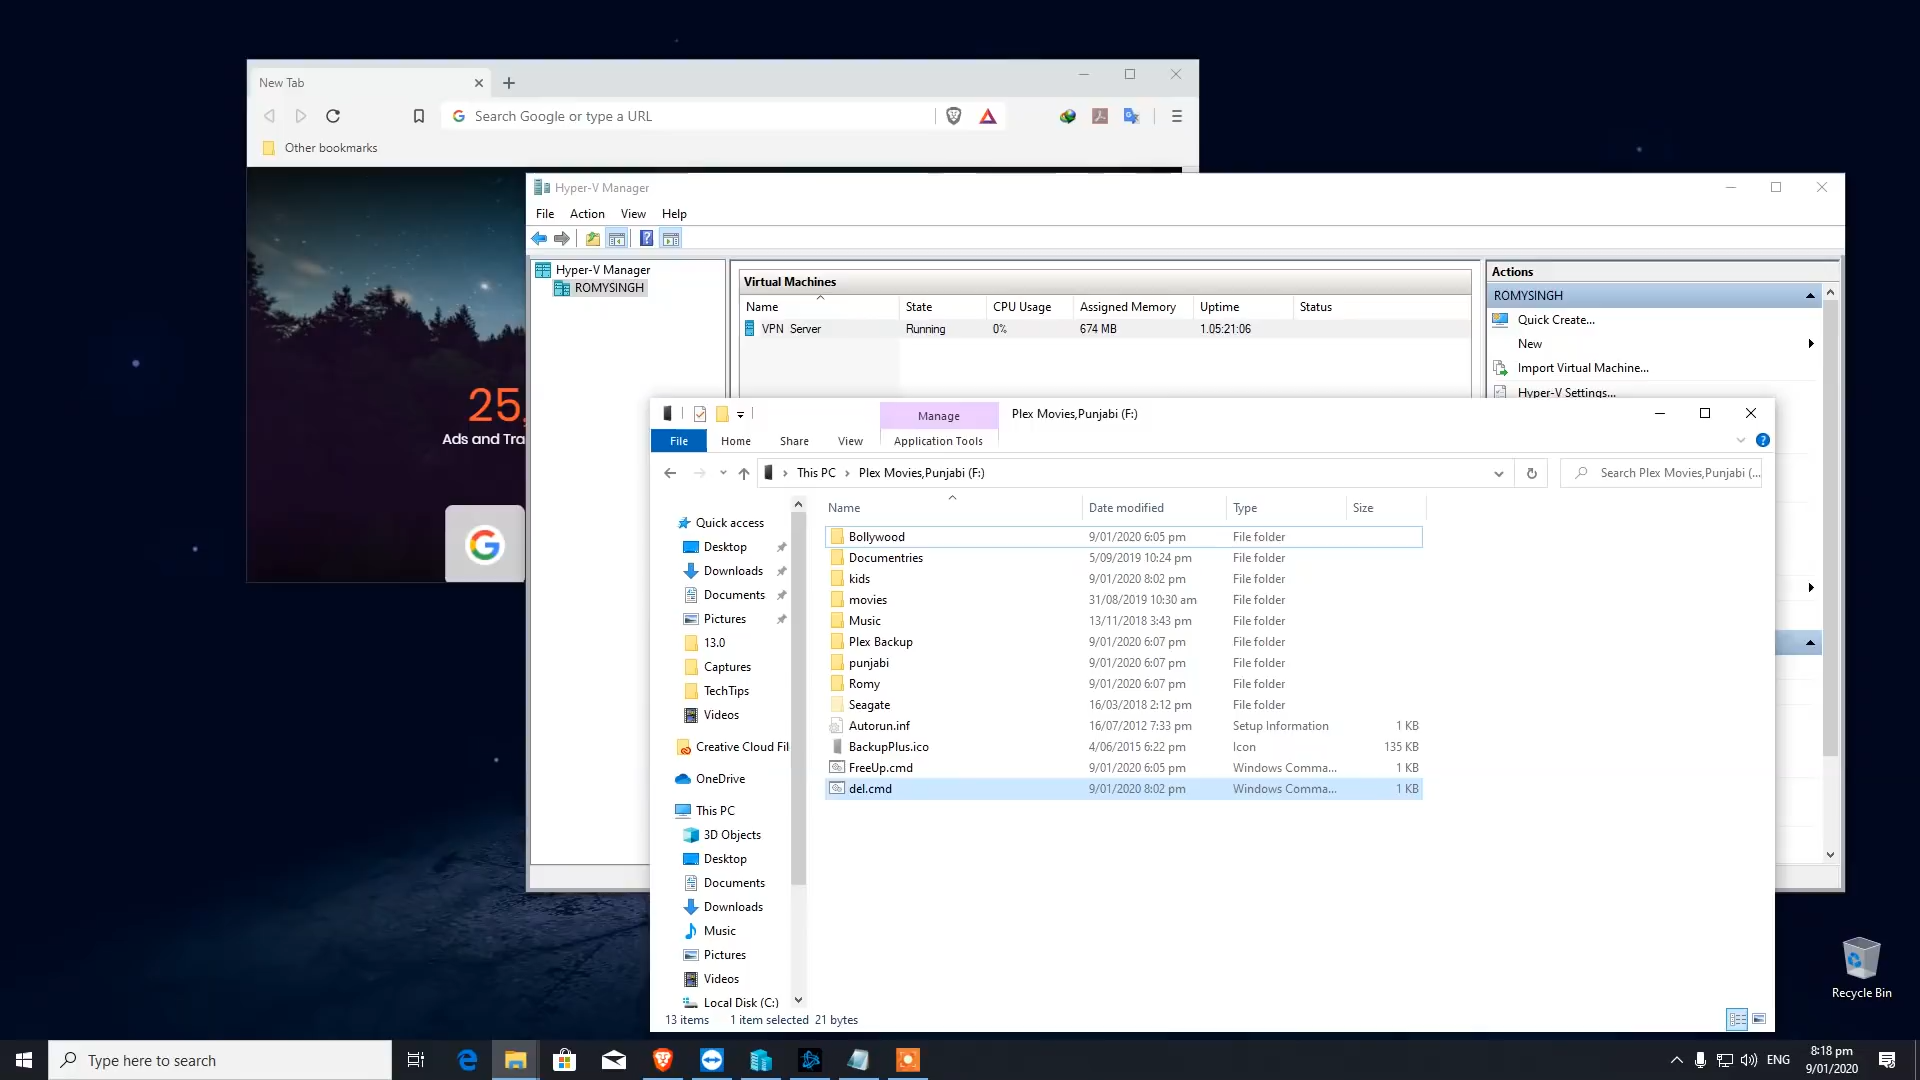 New Tab
Search Google or type a URL
Other bookmarks
25,
Ads and Tra
Hyper-V Manager
File Action View Help
Hyper-V Manager
ROMYSINGH
Virtual Machines
Name State CPU Usage Assigned Memory Uptime Status
VPN Server Running 0% 674 MB 1.05:21:06
Actions
ROMYSINGH
Quick Create...
New
Import Virtual Machine...
Hyper-V Settings...
Manage
Plex Movies,Punjabi (F:)
File Home Share View Application Tools
This PC › Plex Movies,Punjabi (F:)
Search Plex Movies,Punjabi (...
Quick access
Desktop
Downloads
Documents
Pictures
13.0
Captures
TechTips
Videos
Creative Cloud Fil
OneDrive
This PC
3D Objects
Desktop
Documents
Downloads
Music
Pictures
Videos
Local Disk (C:)
Name Date modified Type Size
Bollywood 9/01/2020 6:05 pm File folder
Documentries 5/09/2019 10:24 pm File folder
kids 9/01/2020 8:02 pm File folder
movies 31/08/2019 10:30 am File folder
Music 13/11/2018 3:43 pm File folder
Plex Backup 9/01/2020 6:07 pm File folder
punjabi 9/01/2020 6:07 pm File folder
Romy 9/01/2020 6:07 pm File folder
Seagate 16/03/2018 2:12 pm File folder
Autorun.inf 16/07/2012 7:33 pm Setup Information 1 KB
BackupPlus.ico 4/06/2015 6:22 pm Icon 135 KB
FreeUp.cmd 9/01/2020 6:05 pm Windows Comma... 1 KB
del.cmd 9/01/2020 8:02 pm Windows Comma... 1 KB
13 items 1 item selected 21 bytes
Recycle Bin
Type here to search
ENG
8:18 pm
9/01/2020